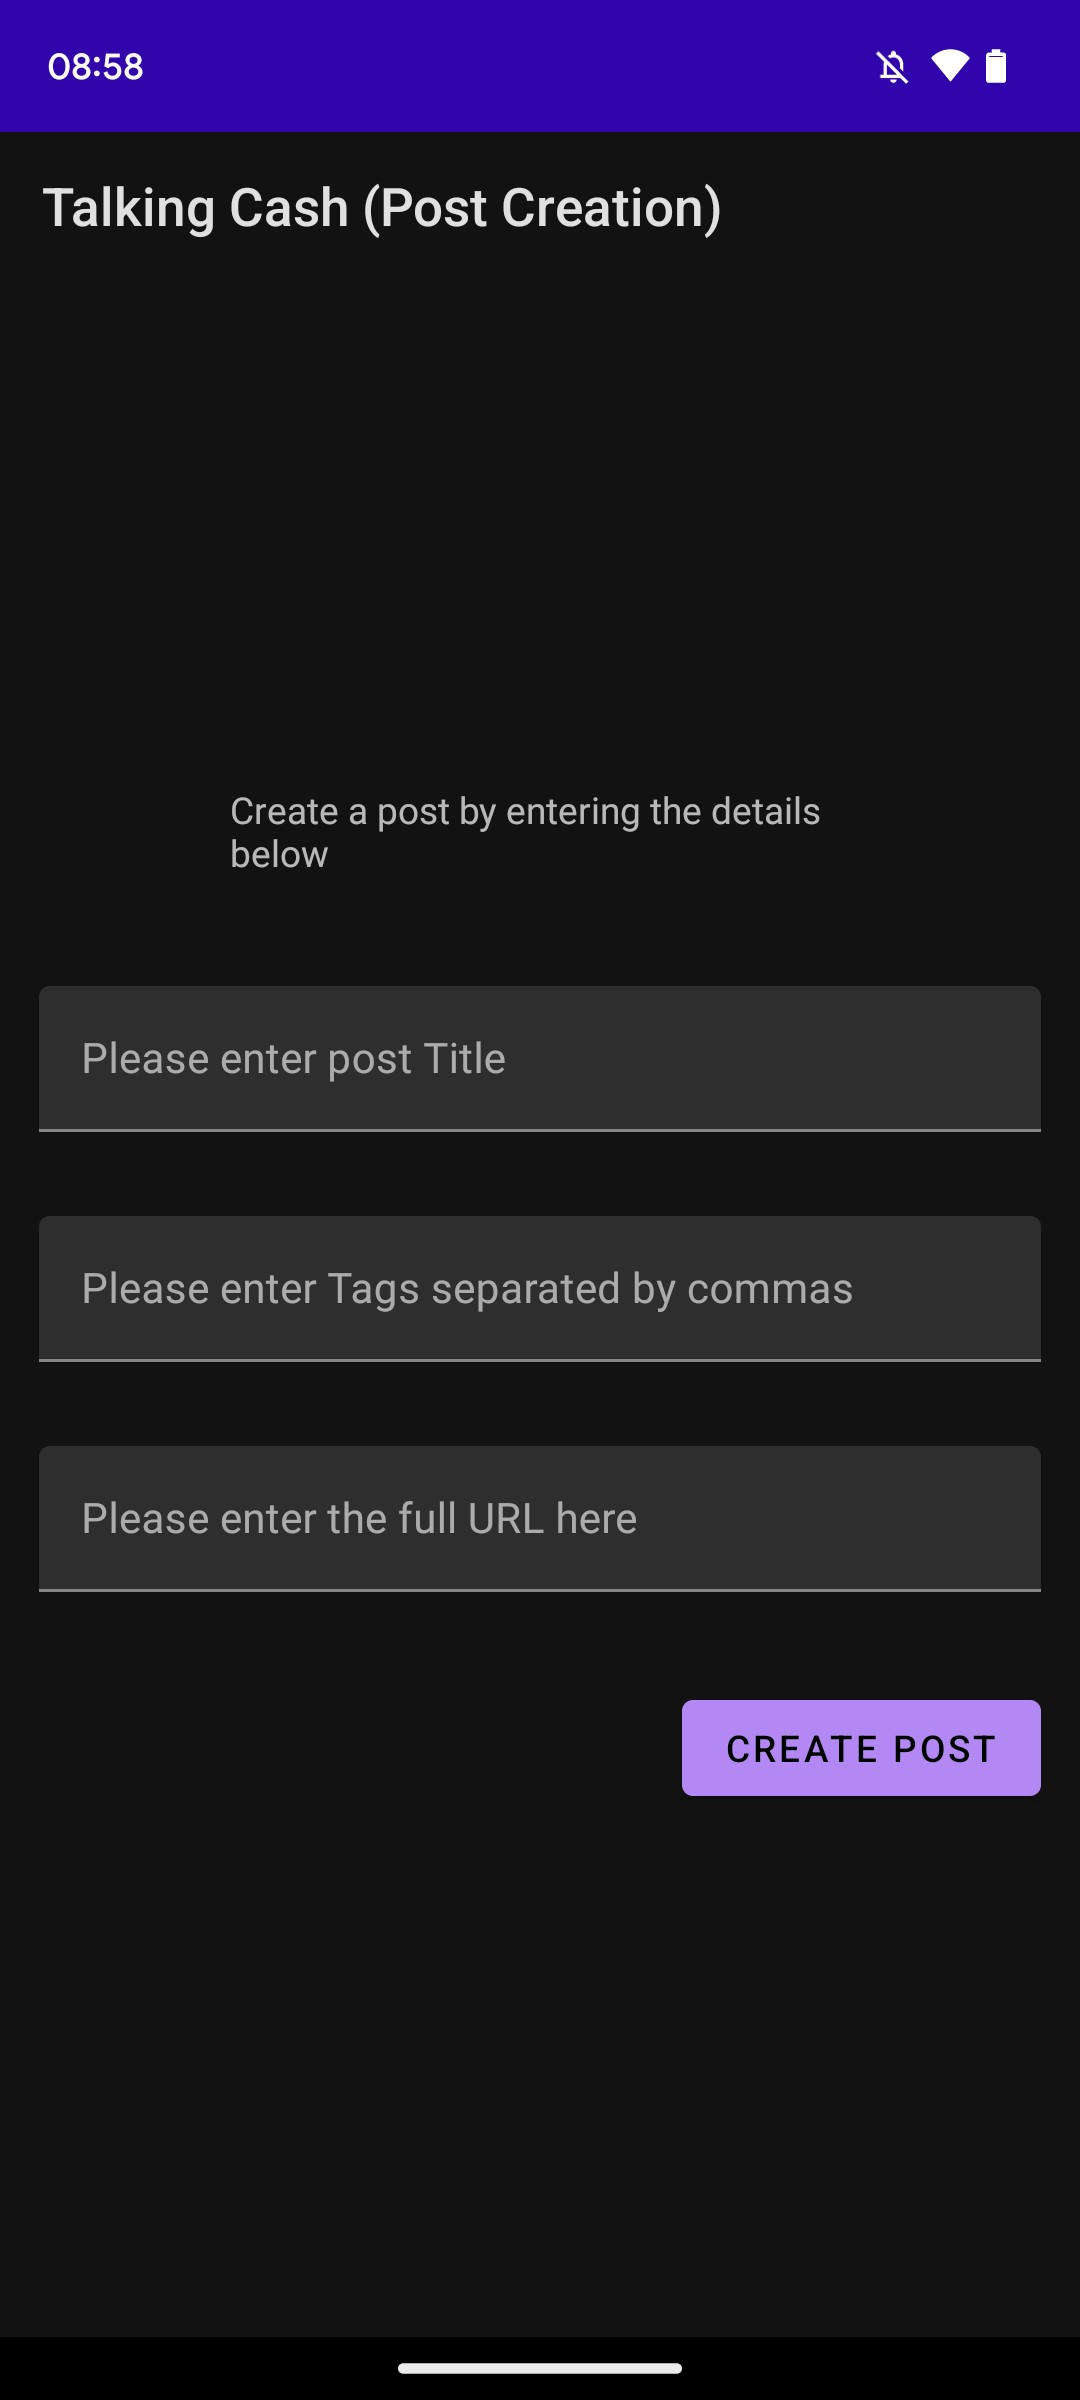 08:58
Talking Cash (Post Creation)
Create a post by entering the details
below
Please enter post Title
Please enter Tags separated by commas
Please enter the full URL here
CREATE POST